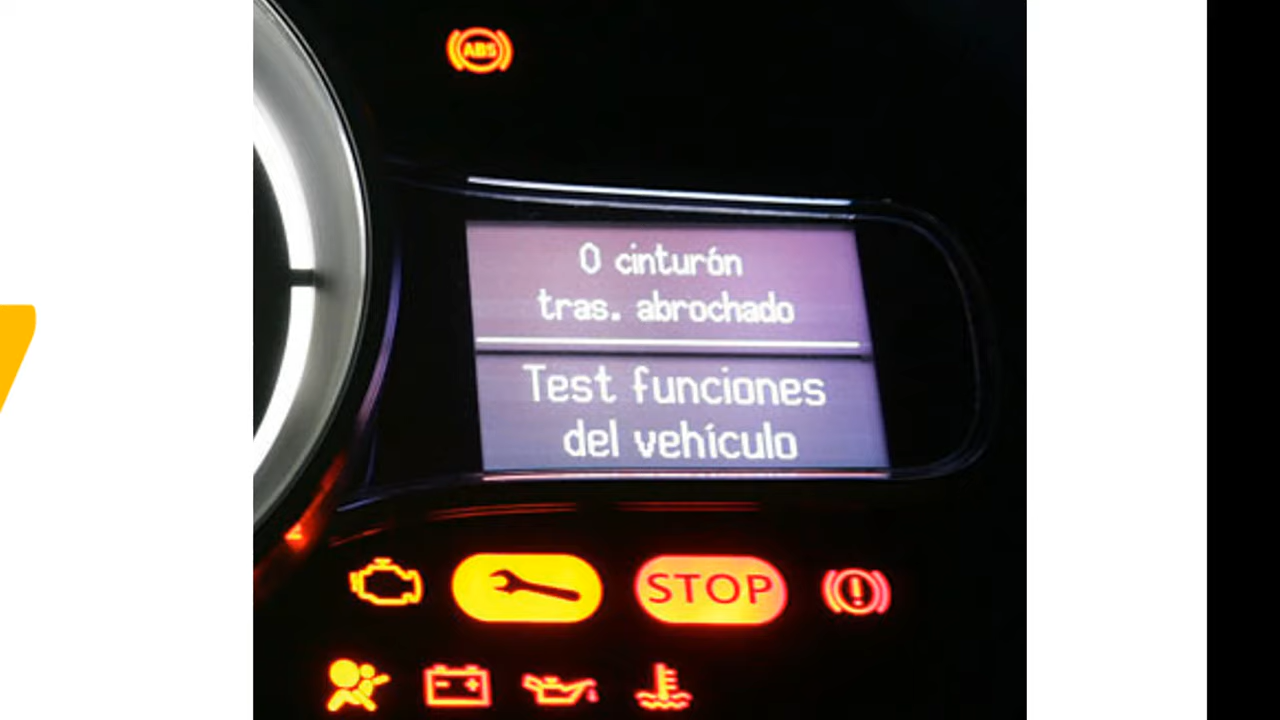 ABS
0 cinturón
tras. abrochado
Test funciones
del vehículo
STOP